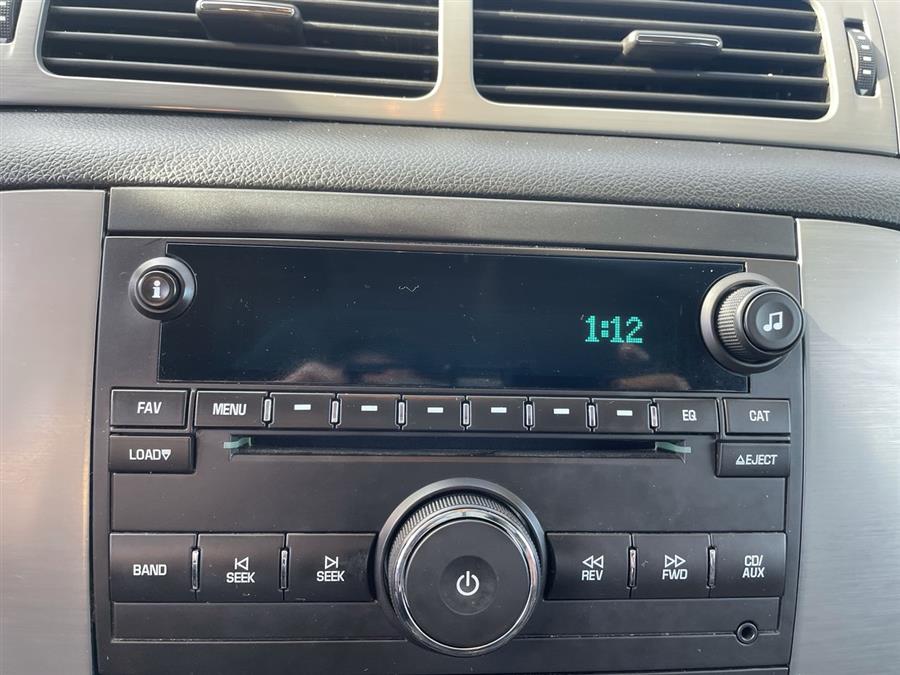 i
1:12
FAV
MENU
EQ
CAT
LOAD
EJECT
BAND
SEEK
SEEK
REV
FWD
CD/
AUX